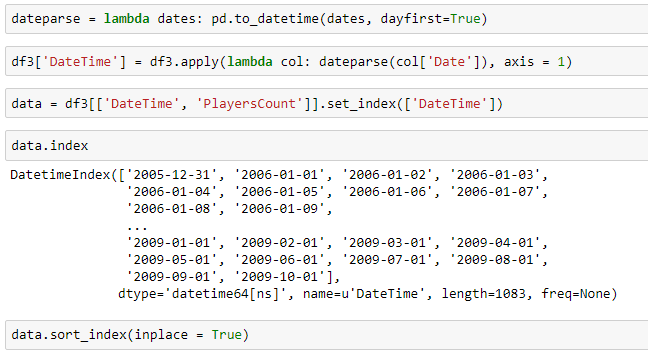 dateparse = lambda dates: pd.to_datetime(dates, dayfirst=True)
df3['DateTime'] = df3.apply(lambda col: dateparse(col['Date']), axis = 1)
data = df3[['DateTime', 'PlayersCount']].set_index(['DateTime'])
data.index
DatetimeIndex(['2005-12-31', '2006-01-01', '2006-01-02', '2006-01-03',
'2006-01-04', '2006-01-05', '2006-01-06', '2006-01-07',
'2006-01-08', '2006-01-09',
...
'2009-01-01', '2009-02-01', '2009-03-01', '2009-04-01',
'2009-05-01', '2009-06-01', '2009-07-01', '2009-08-01',
'2009-09-01', '2009-10-01'],
dtype='datetime64[ns]', name=u'DateTime', length=1083, freq=None)
data.sort_index(inplace = True)